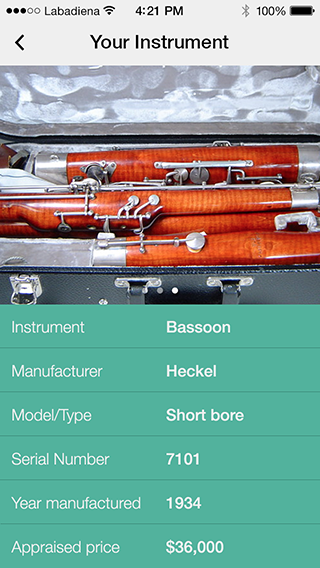 Labadiena 4:21 PM 100%
Your Instrument
Instrument Bassoon
Manufacturer Heckel
Model/Type Short bore
Serial Number 7101
Year manufactured 1934
Appraised price $36,000